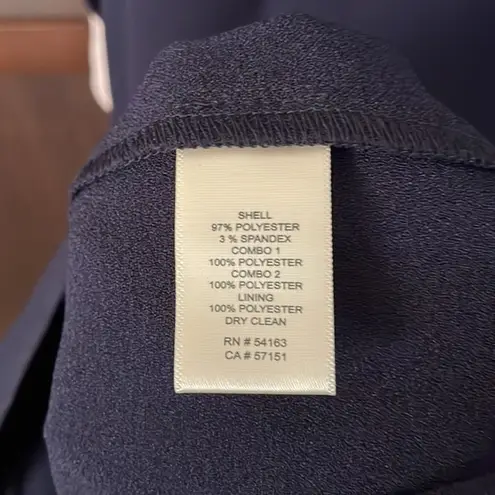 SHELL
97% POLYESTER
3 % SPANDEX
COMBO 1
100% POLYESTER
COMBO 2
100% POLYESTER
LINING
100% POLYESTER
DRY CLEAN
RN # 54163
CA # 57151